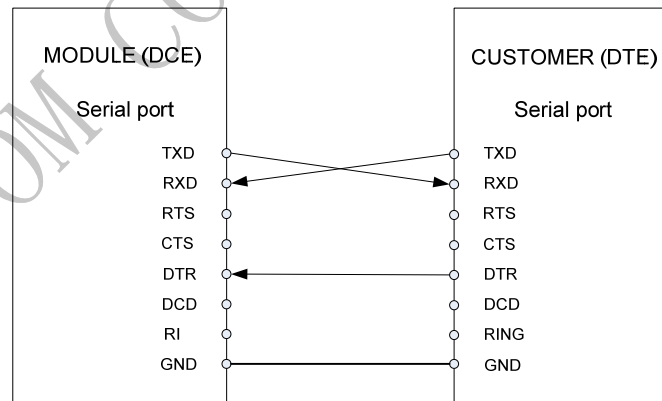 MODULE (DCE)
Serial port
TXD
RXD
RTS
CTS
DTR
DCD
RI
GND
CUSTOMER (DTE)
Serial port
TXD
RXD
RTS
CTS
DTR
DCD
RING
GND